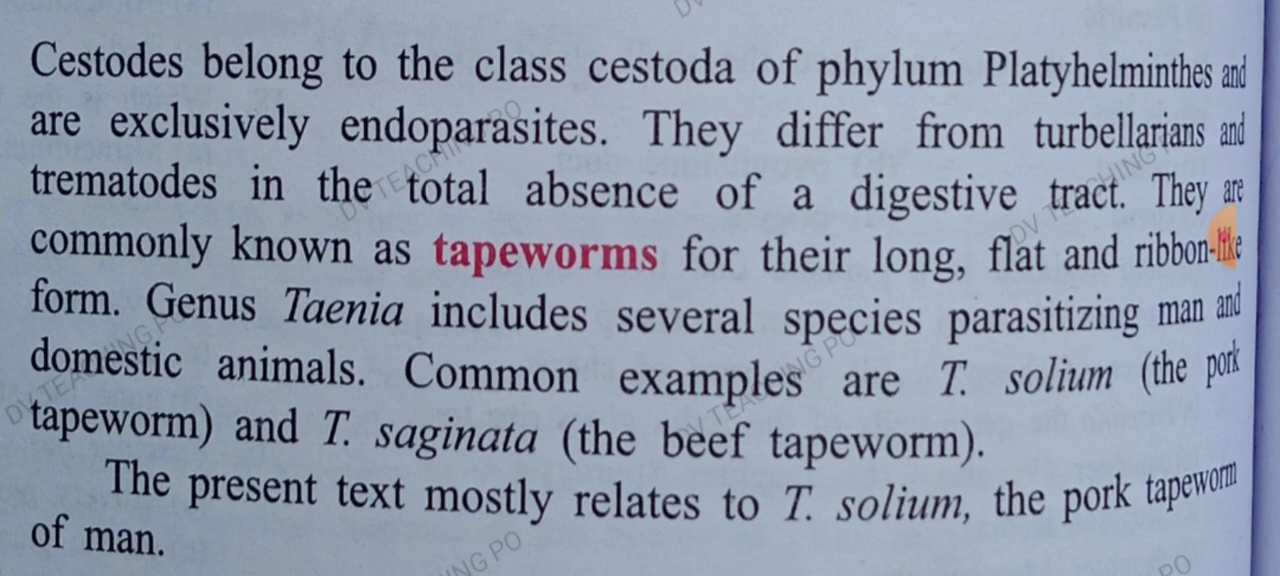 Cestodes belong to the class cestoda of phylum Platyhelminthes and
are exclusively endoparasites. They differ from turbellarians and
trematodes in the total absence of a digestive tract. They are
commonly known as tapeworms for their long, flat and ribbon-like
form. Genus Taenia includes several species parasitizing man and
domestic animals. Common examples are T. solium (the pork
tapeworm) and T. saginata (the beef tapeworm).
The present text mostly relates to T. solium, the pork tapeworm
of man.